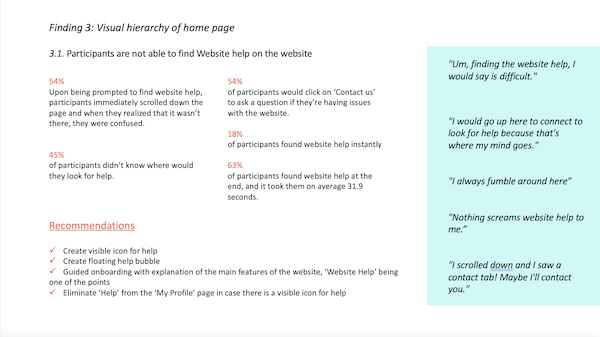 Finding 3: Visual hierarchy of home page
3.1. Participants are not able to find Website help on the website
54%
Upon being prompted to find website help,
participants immediately scrolled down the
page and when they realized that it wasn't
there, they were confused.
45%
of participants didn't know where would
they look for help.
54%
of participants would click on 'Contact us'
to ask a question if they're having issues
with the website.
18%
of participants found website help instantly
63%
of participants found website help at the
end, and it took them on average 31.9
seconds.
Recommendations
✓ Create visible icon for help
✓ Create floating help bubble
✓ Guided onboarding with explanation of the main features of the website, 'Website Help' being
one of the points
✓ Eliminate 'Help' from the 'My Profile' page in case there is a visible icon for help
"Um, finding the website help, I
would say is difficult."
"I would go up here to connect to
look for help because that's
where my mind goes."
"I always fumble around here"
"Nothing screams website help to
me."
"I scrolled down and I saw a
contact tab! Maybe I'll contact
you."